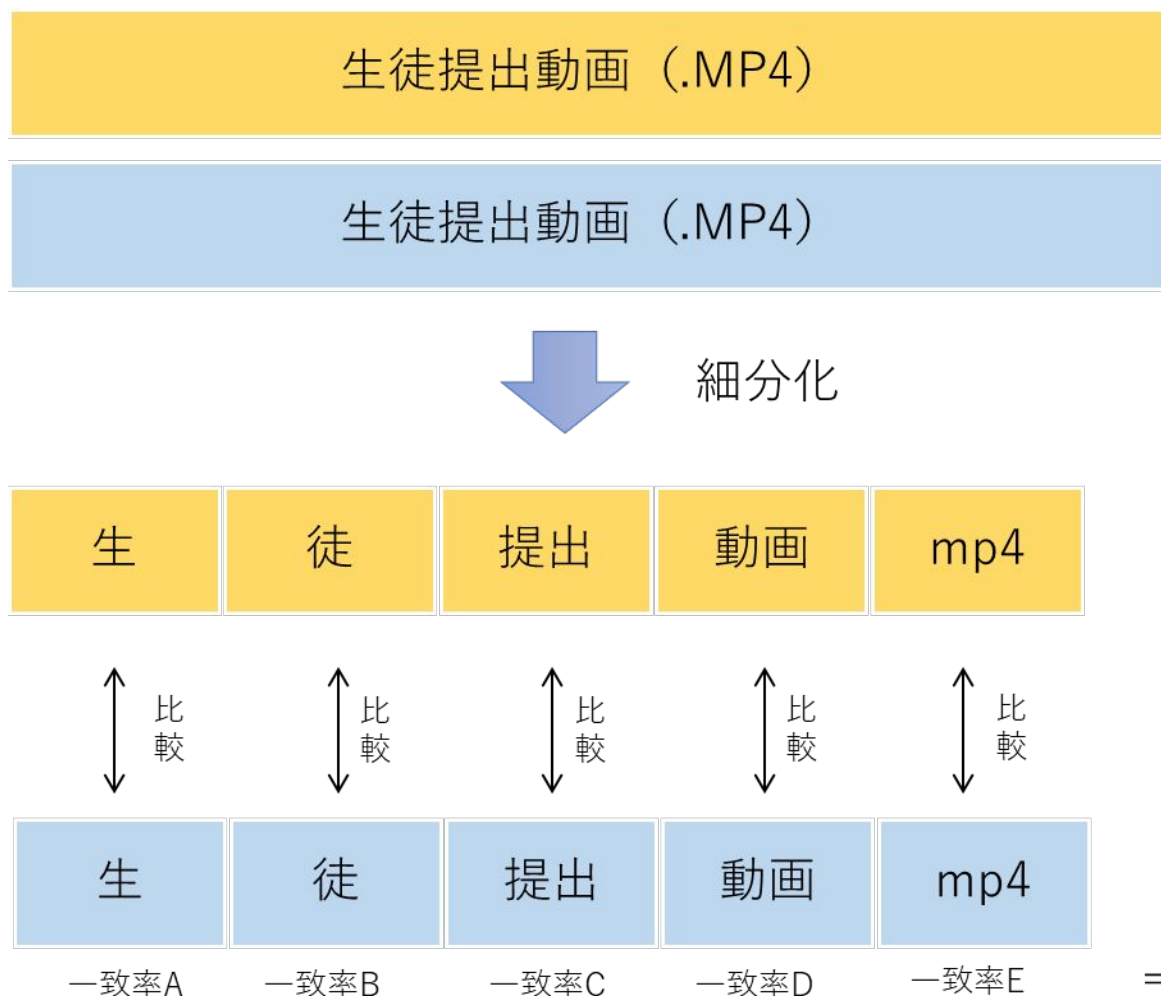 生徒提出動画（.MP4）
生徒提出動画（.MP4）
細分化
生 徒 提出 動画 mp4
比較 比較 比較 比較 比較
生 徒 提出 動画 mp4
一致率A 一致率B 一致率C 一致率D 一致率E =